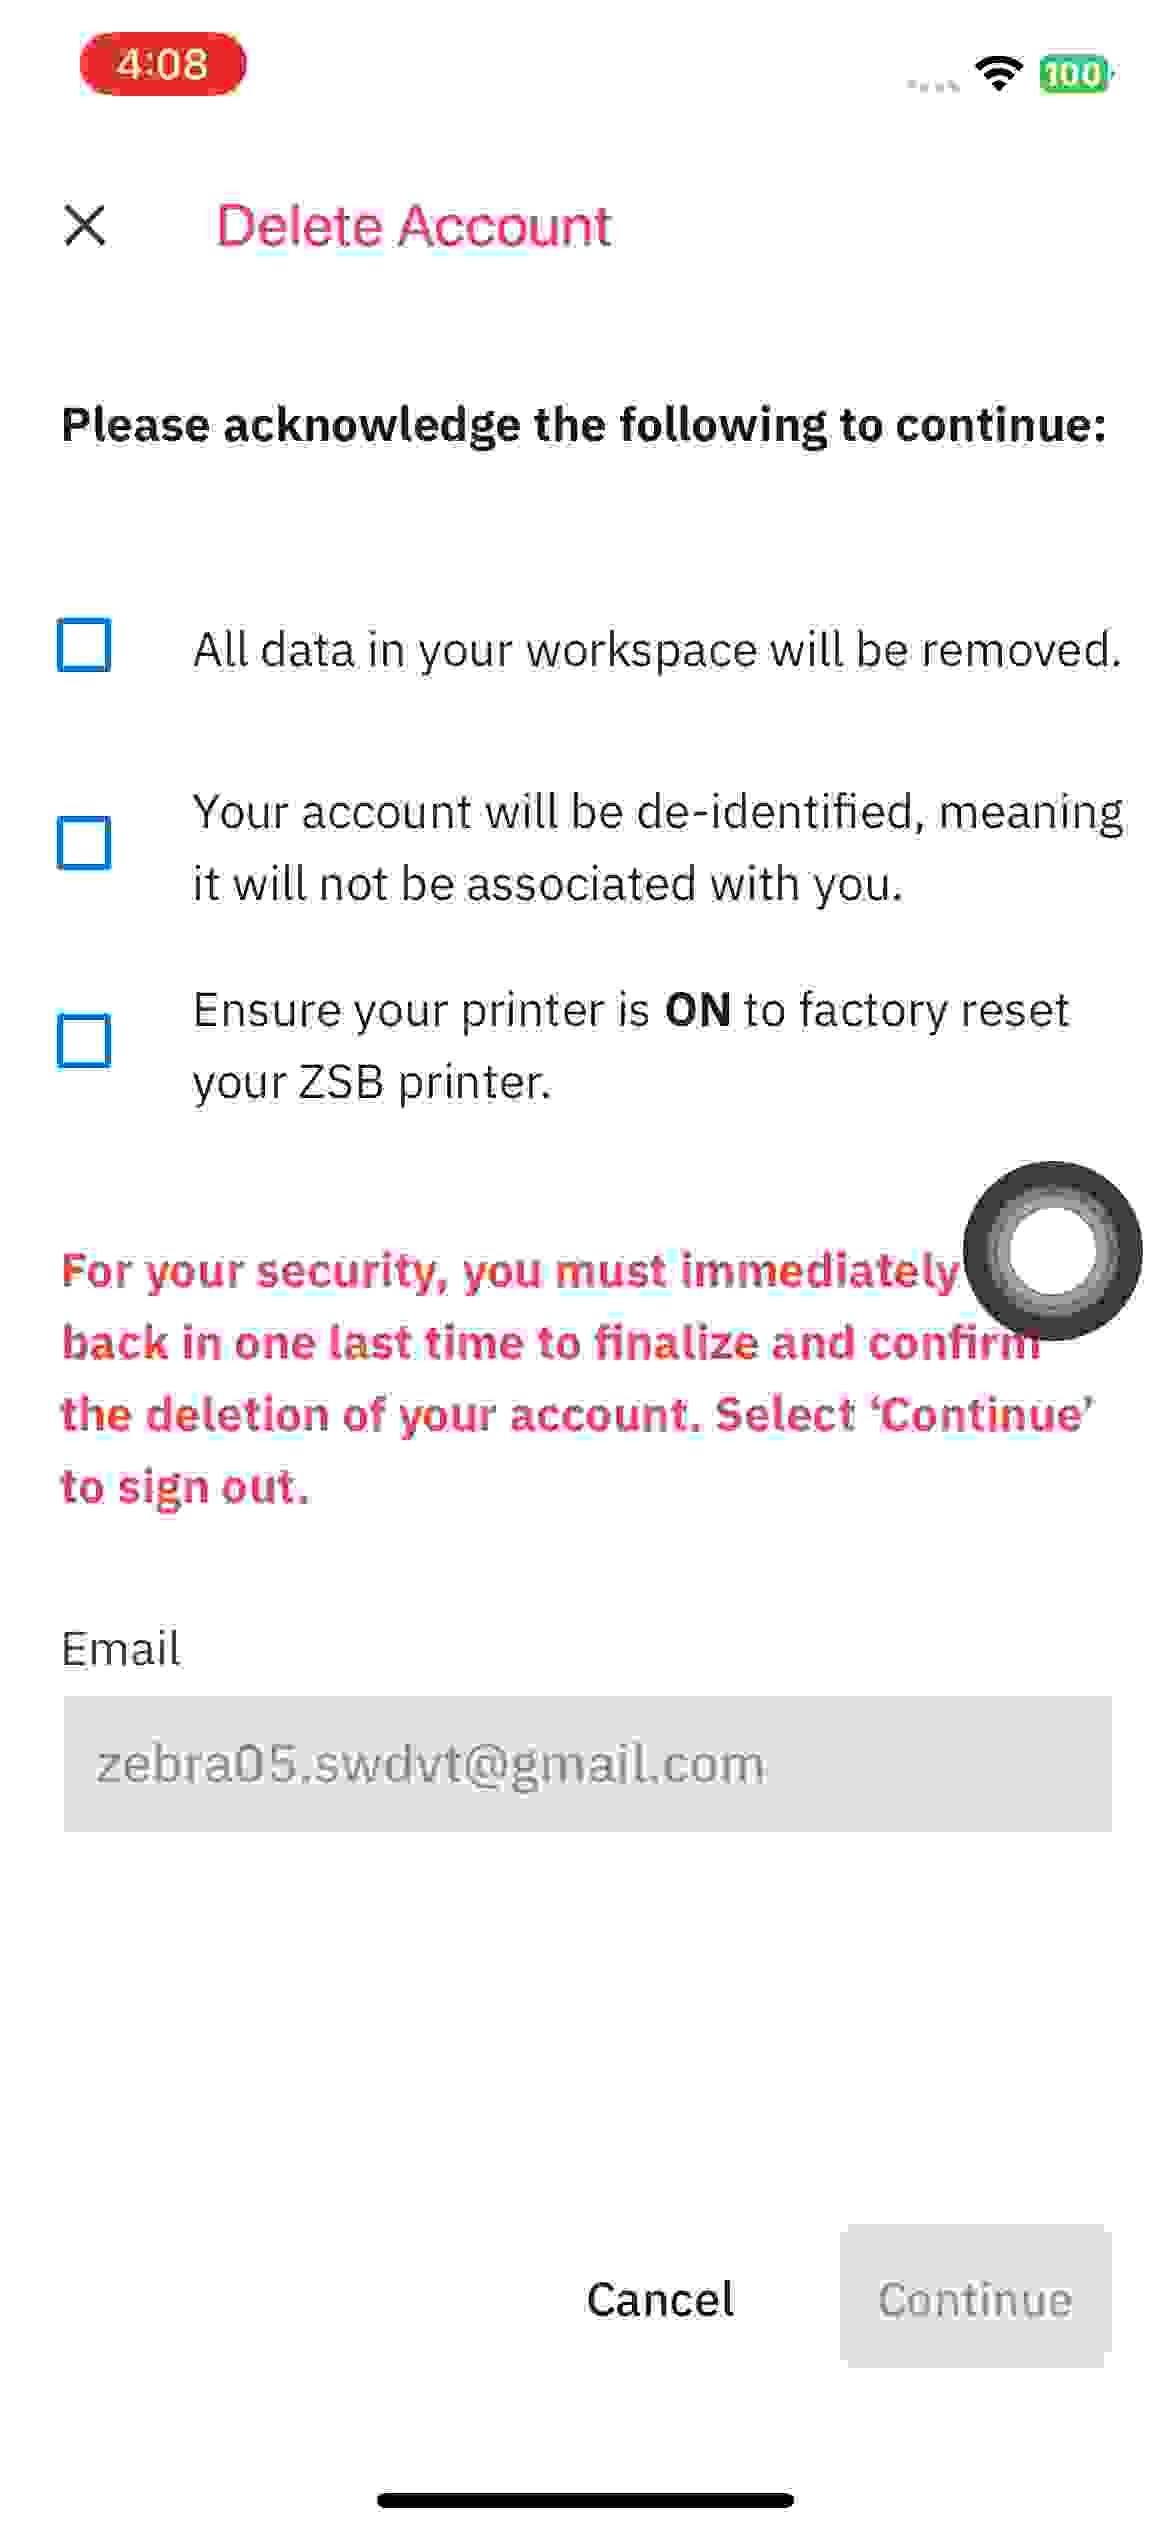 4:08
100
Delete Account
Please acknowledge the following to continue:
All data in your workspace will be removed.
Your account will be de-identified, meaning
it will not be associated with you.
Ensure your printer is ON to factory reset
your ZSB printer.
For your security, you must immediately
back in one last time to finalize and confirm
the deletion of your account. Select ‘Continue’
to sign out.
Email
zebra05.swdvt@gmail.com
Cancel
Continue